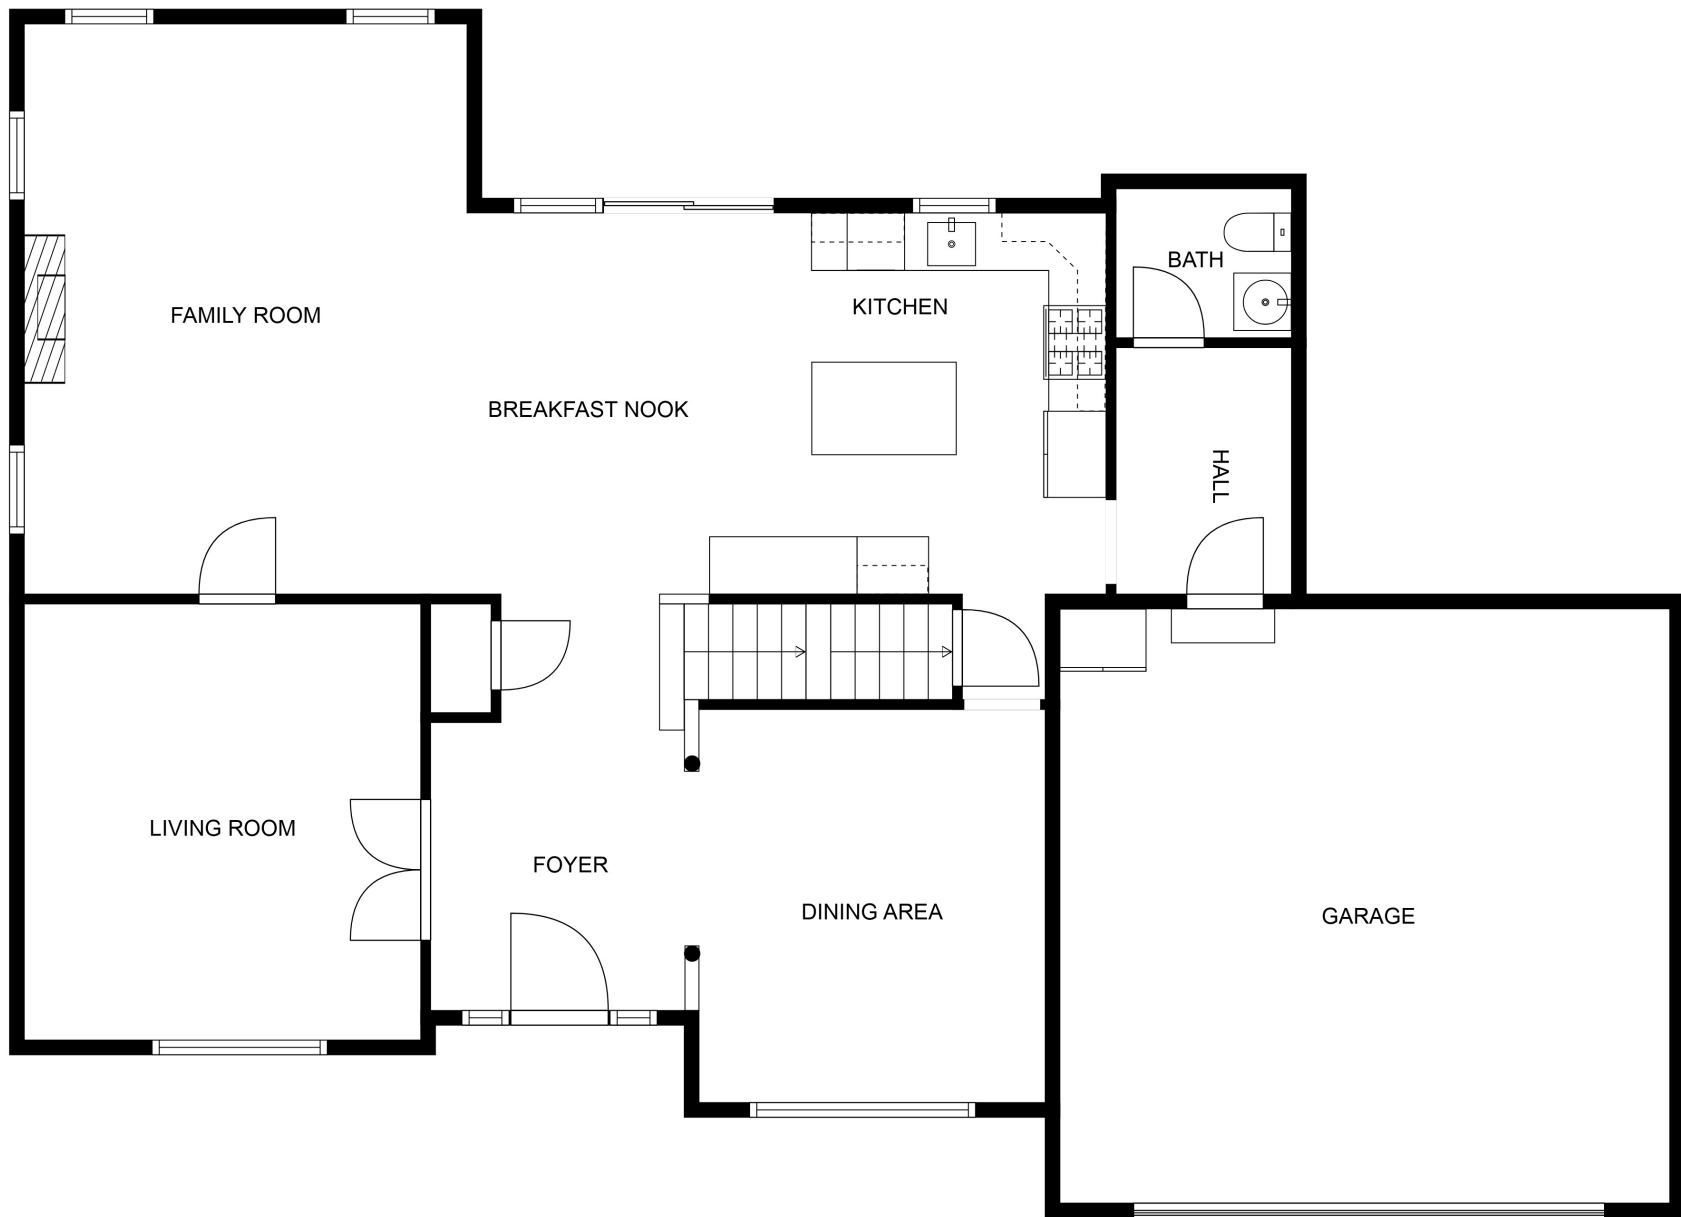 BATH
KITCHEN
FAMILY ROOM
BREAKFAST NOOK
HALL
LIVING ROOM
FOYER
DINING AREA
GARAGE